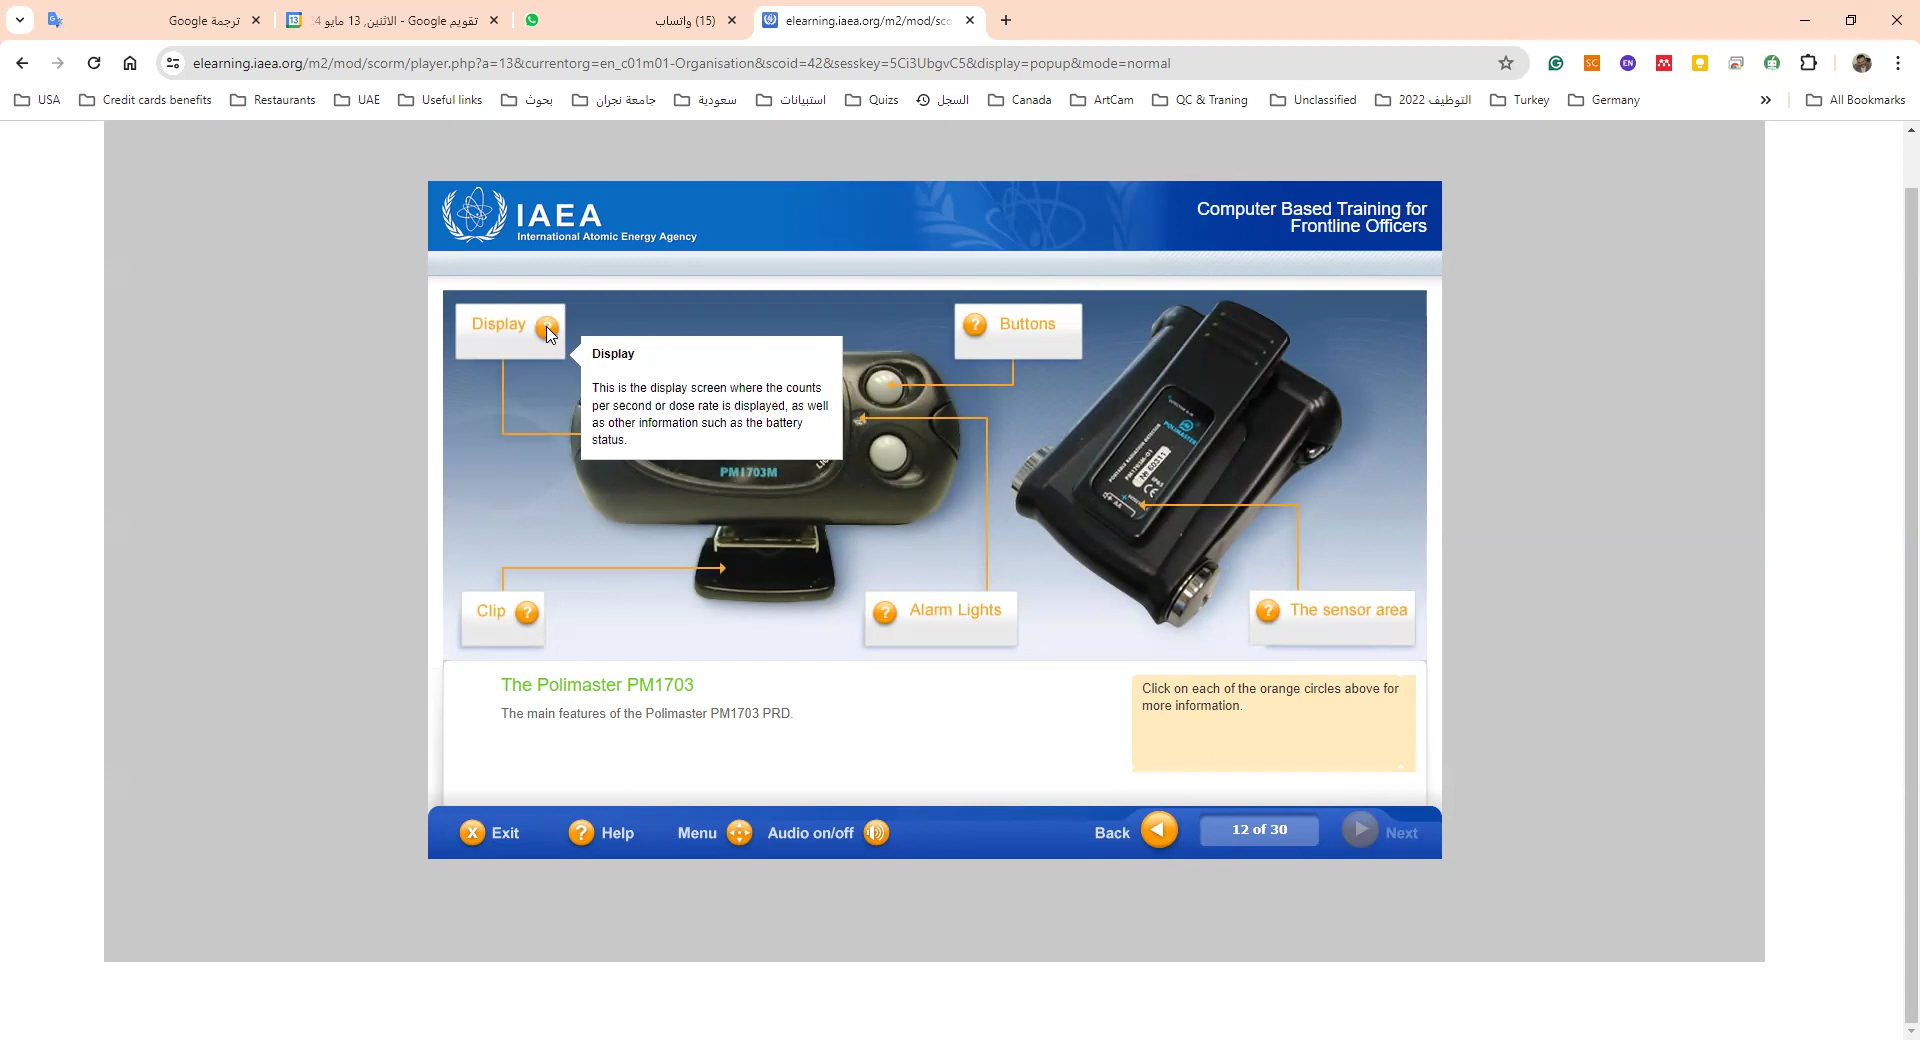 ترجمة Google
تقويم Google - الاثنين, 13 مايو 24
(15) واتساب
elearning.iaea.org/m2/mod/sco
elearning.iaea.org/m2/mod/scorm/player.php?a=13&currentorg=en_c01m01-Organisation&scoid=42&sesskey=5Ci3UbgvC5&display=popup&mode=normal
USA
Credit cards benefits
Restaurants
UAE
Useful links
بحوث
جامعة نجران
سعودية
استبيانات
Quizs
السجل
Canada
ArtCam
QC & Traning
Unclassified
التوظيف 2022
Turkey
Germany
All Bookmarks
IAEA
International Atomic Energy Agency
Computer Based Training for
Frontline Officers
Display
Buttons
Display
This is the display screen where the counts
per second or dose rate is displayed, as well
as other information such as the battery
status.
PM1703M
POLIMASTER
Clip
Alarm Lights
The sensor area
The Polimaster PM1703
The main features of the Polimaster PM1703 PRD.
Click on each of the orange circles above for
more information.
Exit
Help
Menu
Audio on/off
Back
12 of 30
Next